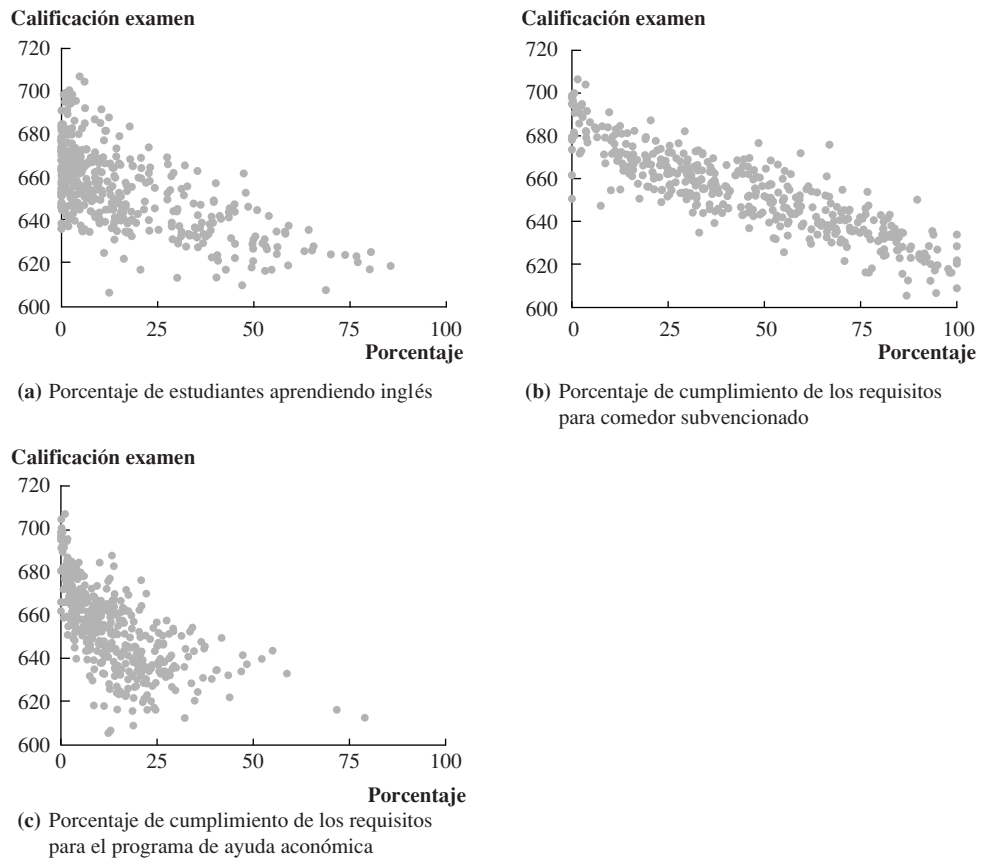 Calificación examen
720
700
680
660
640
620
600
0 25 50 75 100
Porcentaje
(a) Porcentaje de estudiantes aprendiendo inglés
Calificación examen
720
700
680
660
640
620
600
0 25 50 75 100
Porcentaje
(b) Porcentaje de cumplimiento de los requisitos
para comedor subvencionado
Calificación examen
720
700
680
660
640
620
600
0 25 50 75 100
Porcentaje
(c) Porcentaje de cumplimiento de los requisitos
para el programa de ayuda aconómica